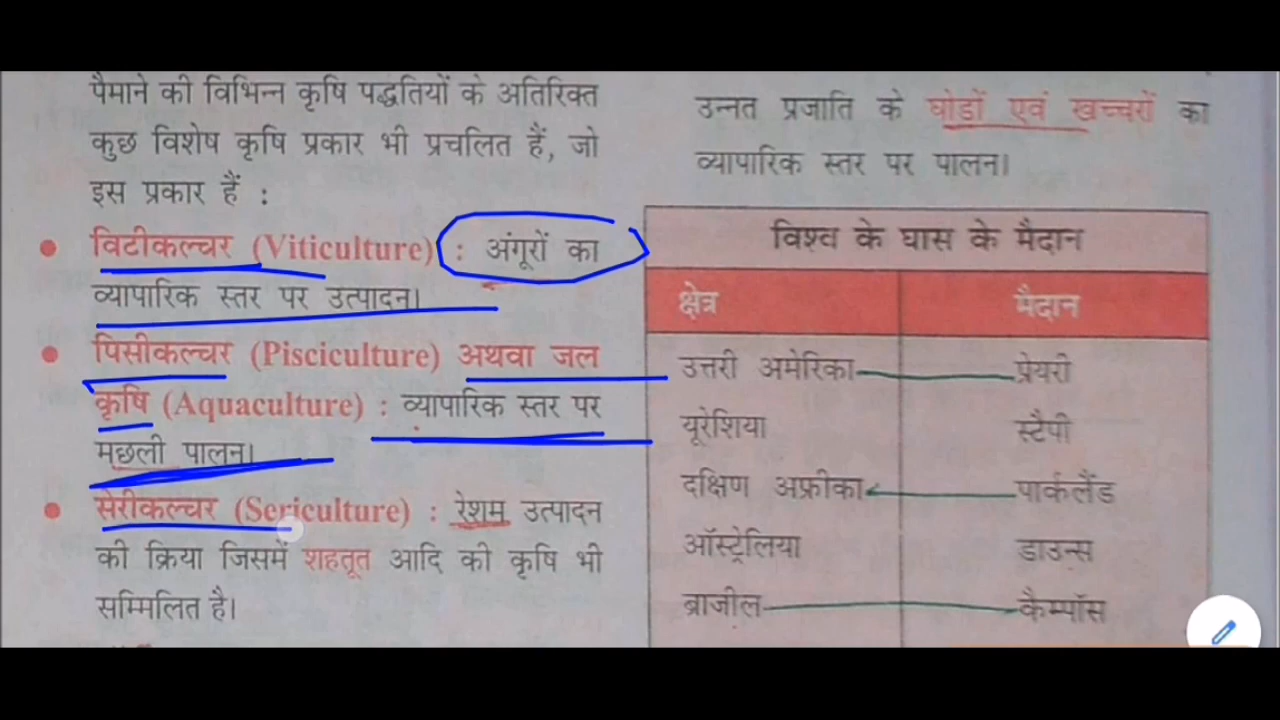 पैमाने की विभिन्न कृषि पद्धतियों के अतिरिक्त
कुछ विशेष कृषि प्रकार भी प्रचलित हैं, जो
इस प्रकार हैं :
• विटीकल्चर (Viticulture) : अंगूरों का
व्यापारिक स्तर पर उत्पादन।
• पिसीकल्चर (Pisciculture) अथवा जल
कृषि (Aquaculture) : व्यापारिक स्तर पर
मछली पालन।
• सेरीकल्चर (Sericulture) : रेशम उत्पादन
की क्रिया जिसमें शहतूत आदि की कृषि भी
सम्मिलित है।
उन्नत प्रजाति के घोडों एवं खच्चरों का
व्यापारिक स्तर पर पालन।
विश्व के घास के मैदान
क्षेत्र मैदान
उत्तरी अमेरिका प्रेयरी
यूरेशिया स्टैपी
दक्षिण अफ्रीका पार्कलैंड
ऑस्ट्रेलिया डाउन्स
ब्राजील कैम्पॉस